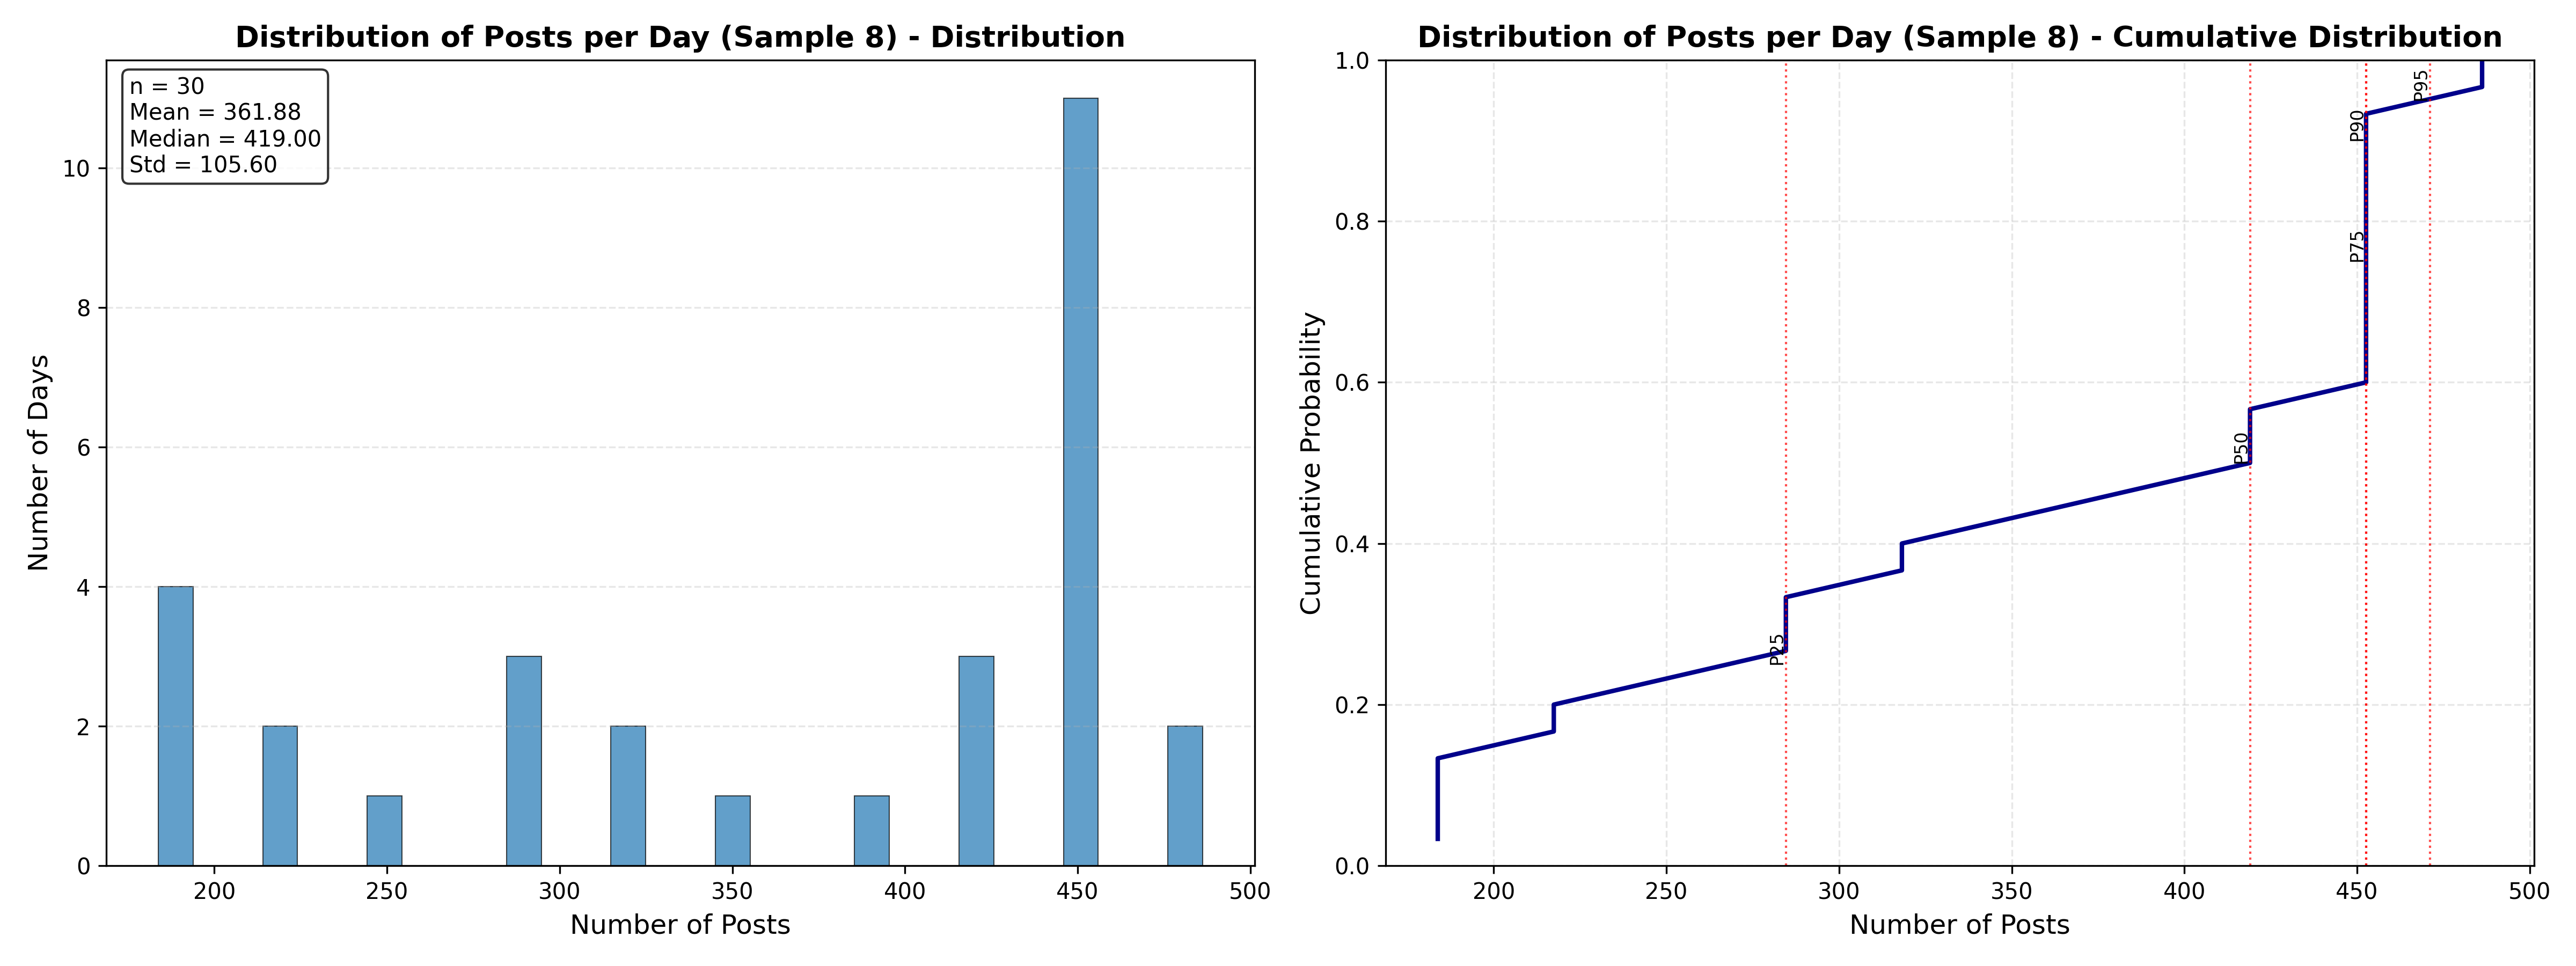 Distribution of Posts per Day (Sample 8) - Distribution
n = 30
Mean = 361.88
Median = 419.00
Std = 105.60
Number of Days
10
8
6
4
2
0
200 250 300 350 400 450 500
Number of Posts
Distribution of Posts per Day (Sample 8) - Cumulative Distribution
Cumulative Probability
1.0
0.8
0.6
0.4
0.2
0.0
P25
P50
P75
P90
P95
200 250 300 350 400 450 500
Number of Posts